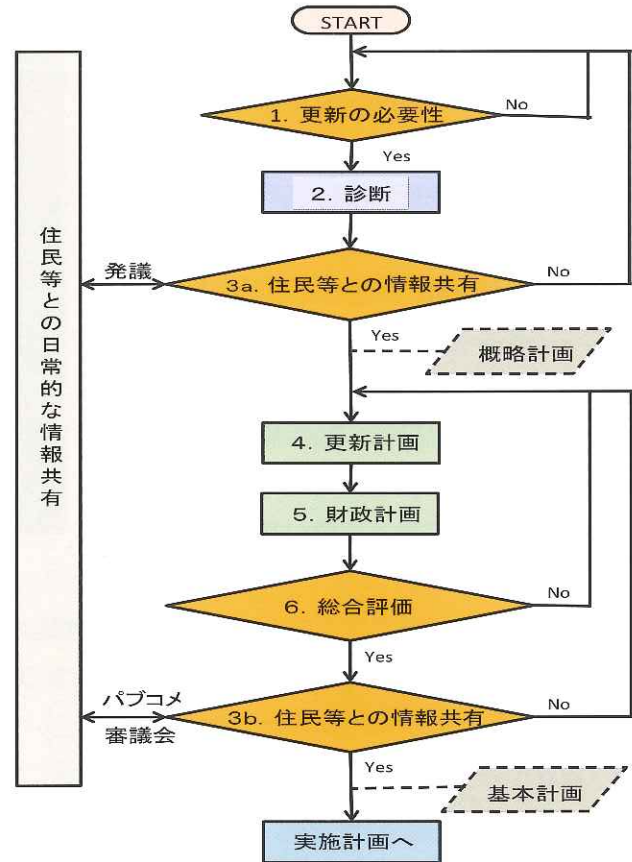 START
1. 更新の必要性
No
Yes
2. 診断
住民等との日常的な情報共有
発議
3a. 住民等との情報共有
No
Yes
概略計画
4. 更新計画
5. 財政計画
6. 総合評価
No
Yes
パブコメ
審議会
3b. 住民等との情報共有
No
Yes
基本計画
実施計画へ